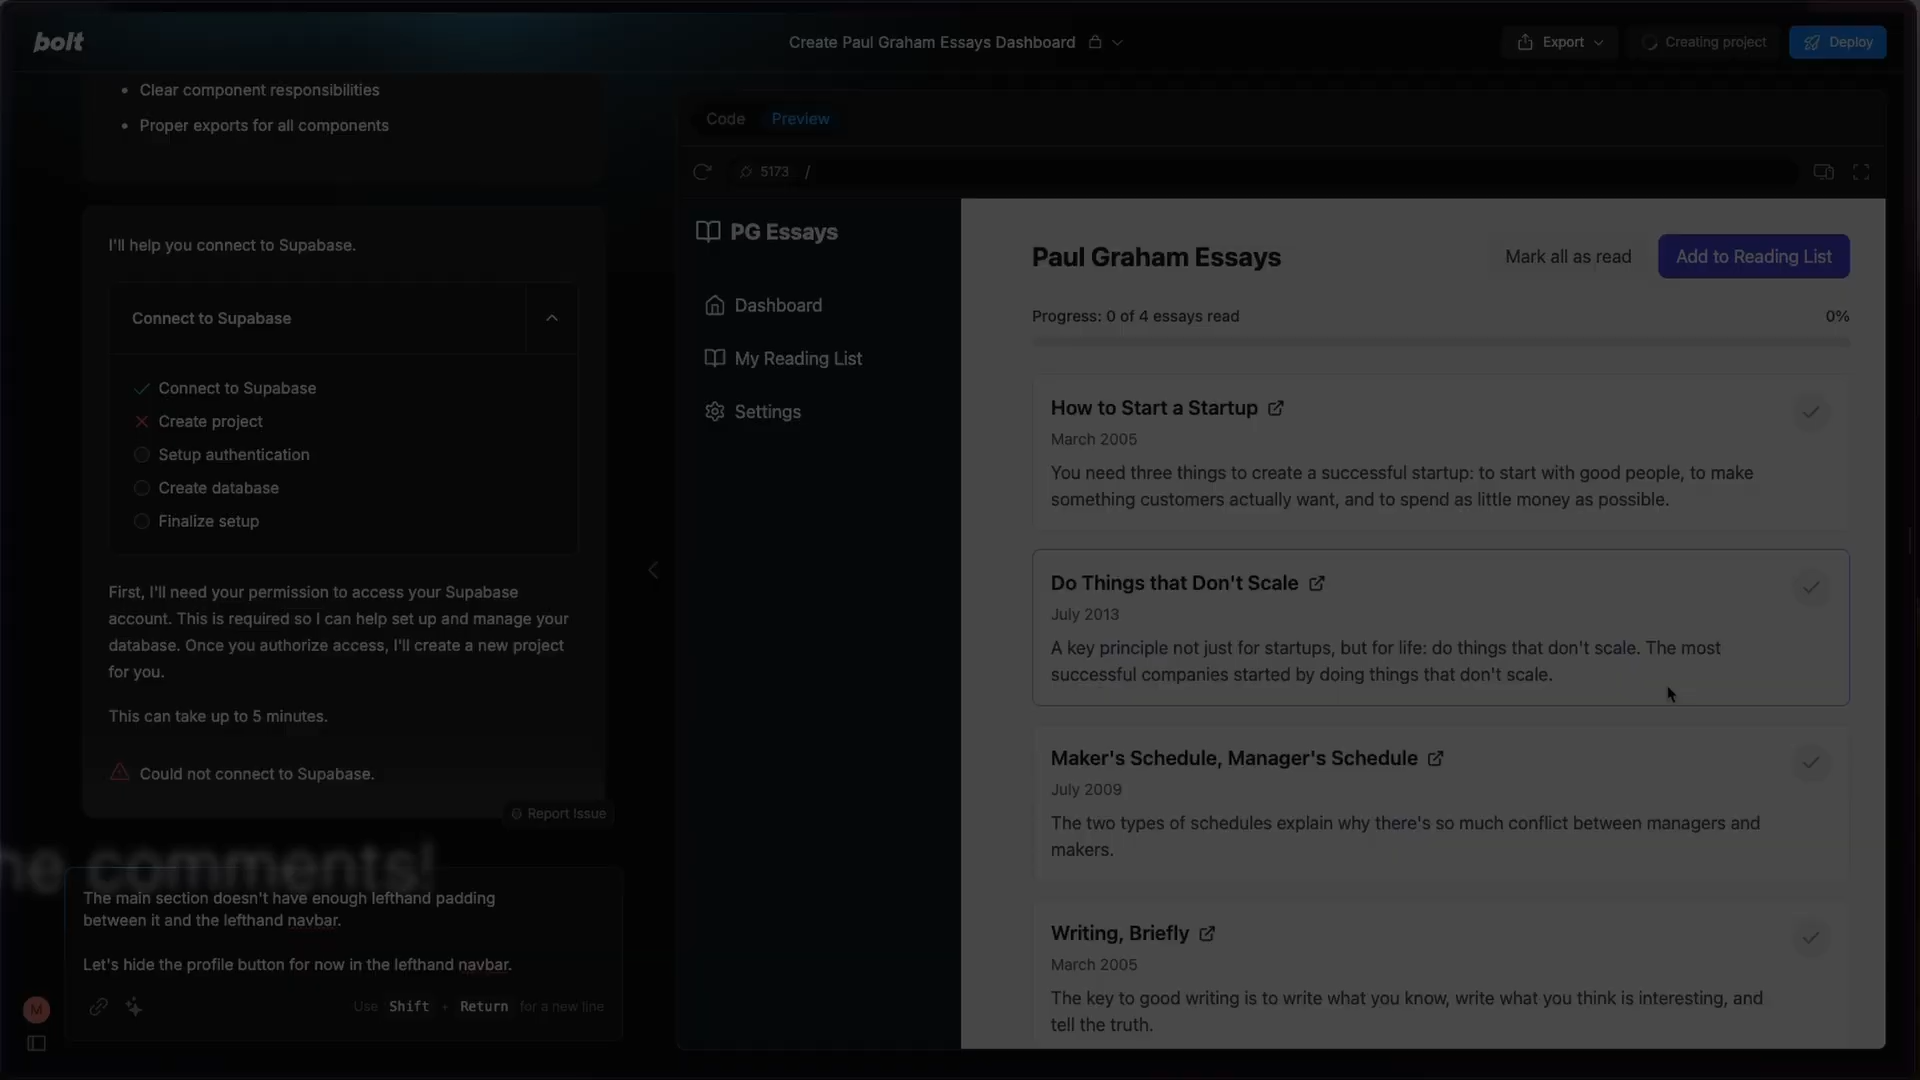 bolt
Create Paul Graham Essays Dashboard
Export
Creating project
Deploy
Clear component responsibilities
Proper exports for all components
I'll help you connect to Supabase.
Connect to Supabase
Connect to Supabase
Create project
Setup authentication
Create database
Finalize setup
First, I'll need your permission to access your Supabase
account. This is required so I can help set up and manage your
database. Once you authorize access, I'll create a new project
for you.
This can take up to 5 minutes.
Could not connect to Supabase.
Report Issue
he comments!
The main section doesn't have enough lefthand padding
between it and the lefthand navbar.
Let's hide the profile button for now in the lefthand navbar.
Use Shift + Return for a new line
M
Code
Preview
5173 /
PG Essays
Dashboard
My Reading List
Settings
Paul Graham Essays
Mark all as read
Add to Reading List
Progress: 0 of 4 essays read
0%
How to Start a Startup
March 2005
You need three things to create a successful startup: to start with good people, to make
something customers actually want, and to spend as little money as possible.
Do Things that Don't Scale
July 2013
A key principle not just for startups, but for life: do things that don't scale. The most
successful companies started by doing things that don't scale.
Maker's Schedule, Manager's Schedule
July 2009
The two types of schedules explain why there's so much conflict between managers and
makers.
Writing, Briefly
March 2005
The key to good writing is to write what you know, write what you think is interesting, and
tell the truth.